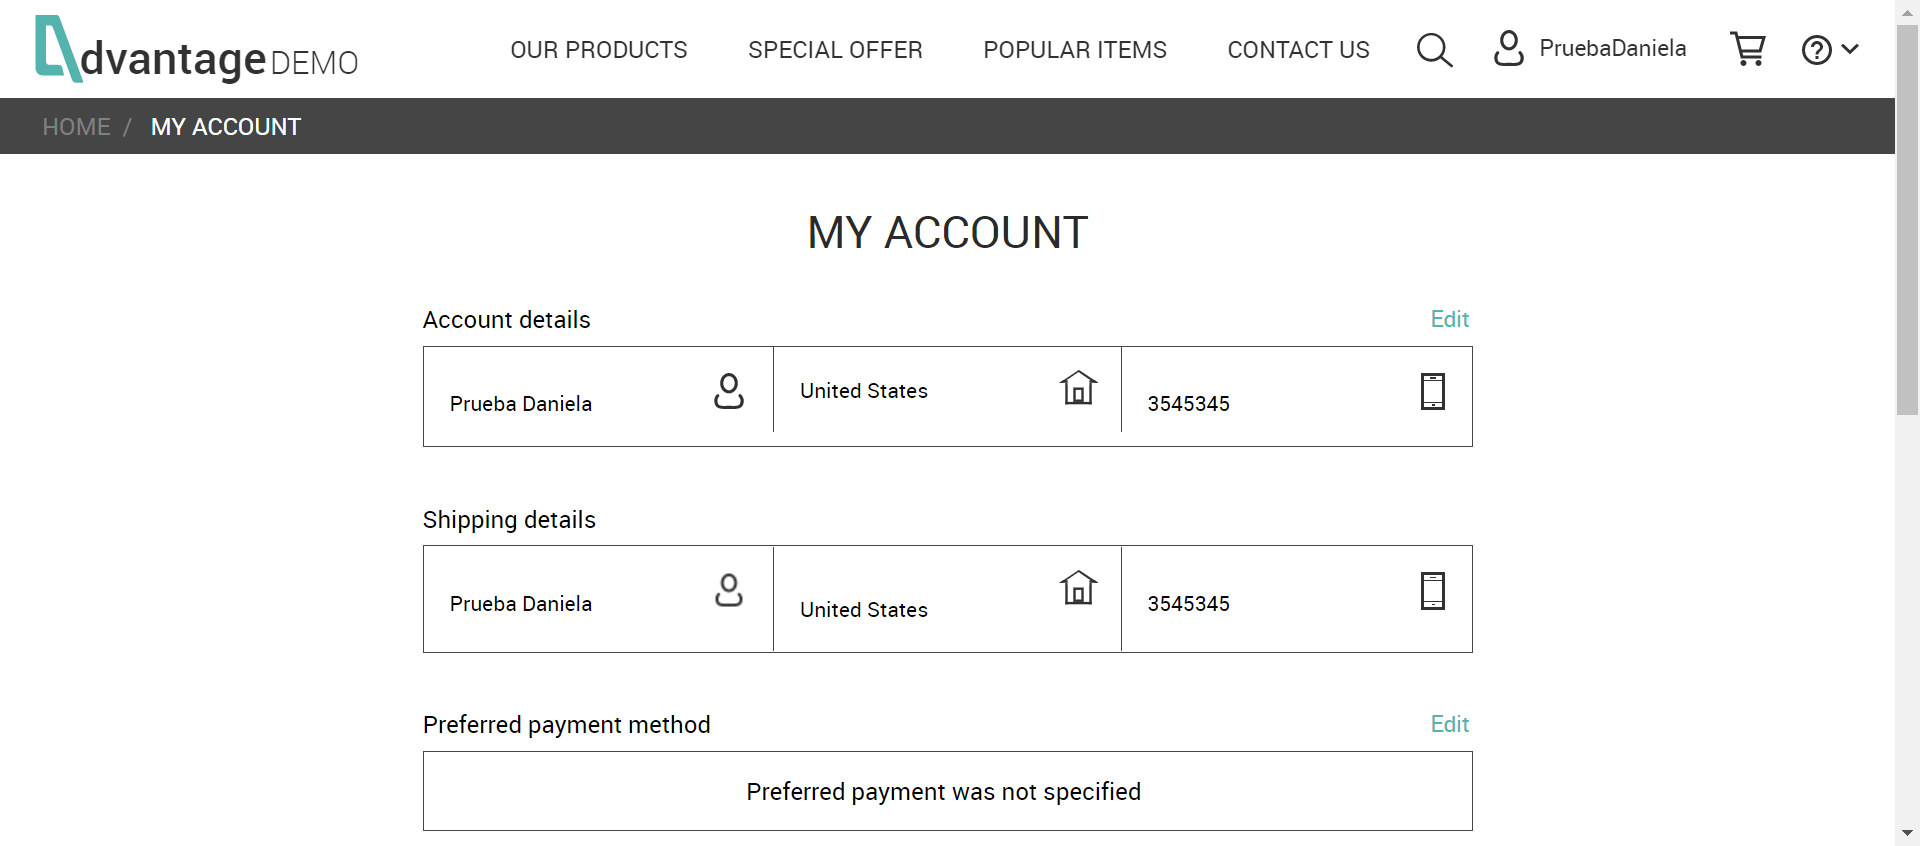 dvantage DEMO
OUR PRODUCTS
SPECIAL OFFER
POPULAR ITEMS
CONTACT US
PruebaDaniela
HOME / MY ACCOUNT
MY ACCOUNT
Account details
Edit
Prueba Daniela
United States
3545345
Shipping details
Prueba Daniela
United States
3545345
Preferred payment method
Edit
Preferred payment was not specified